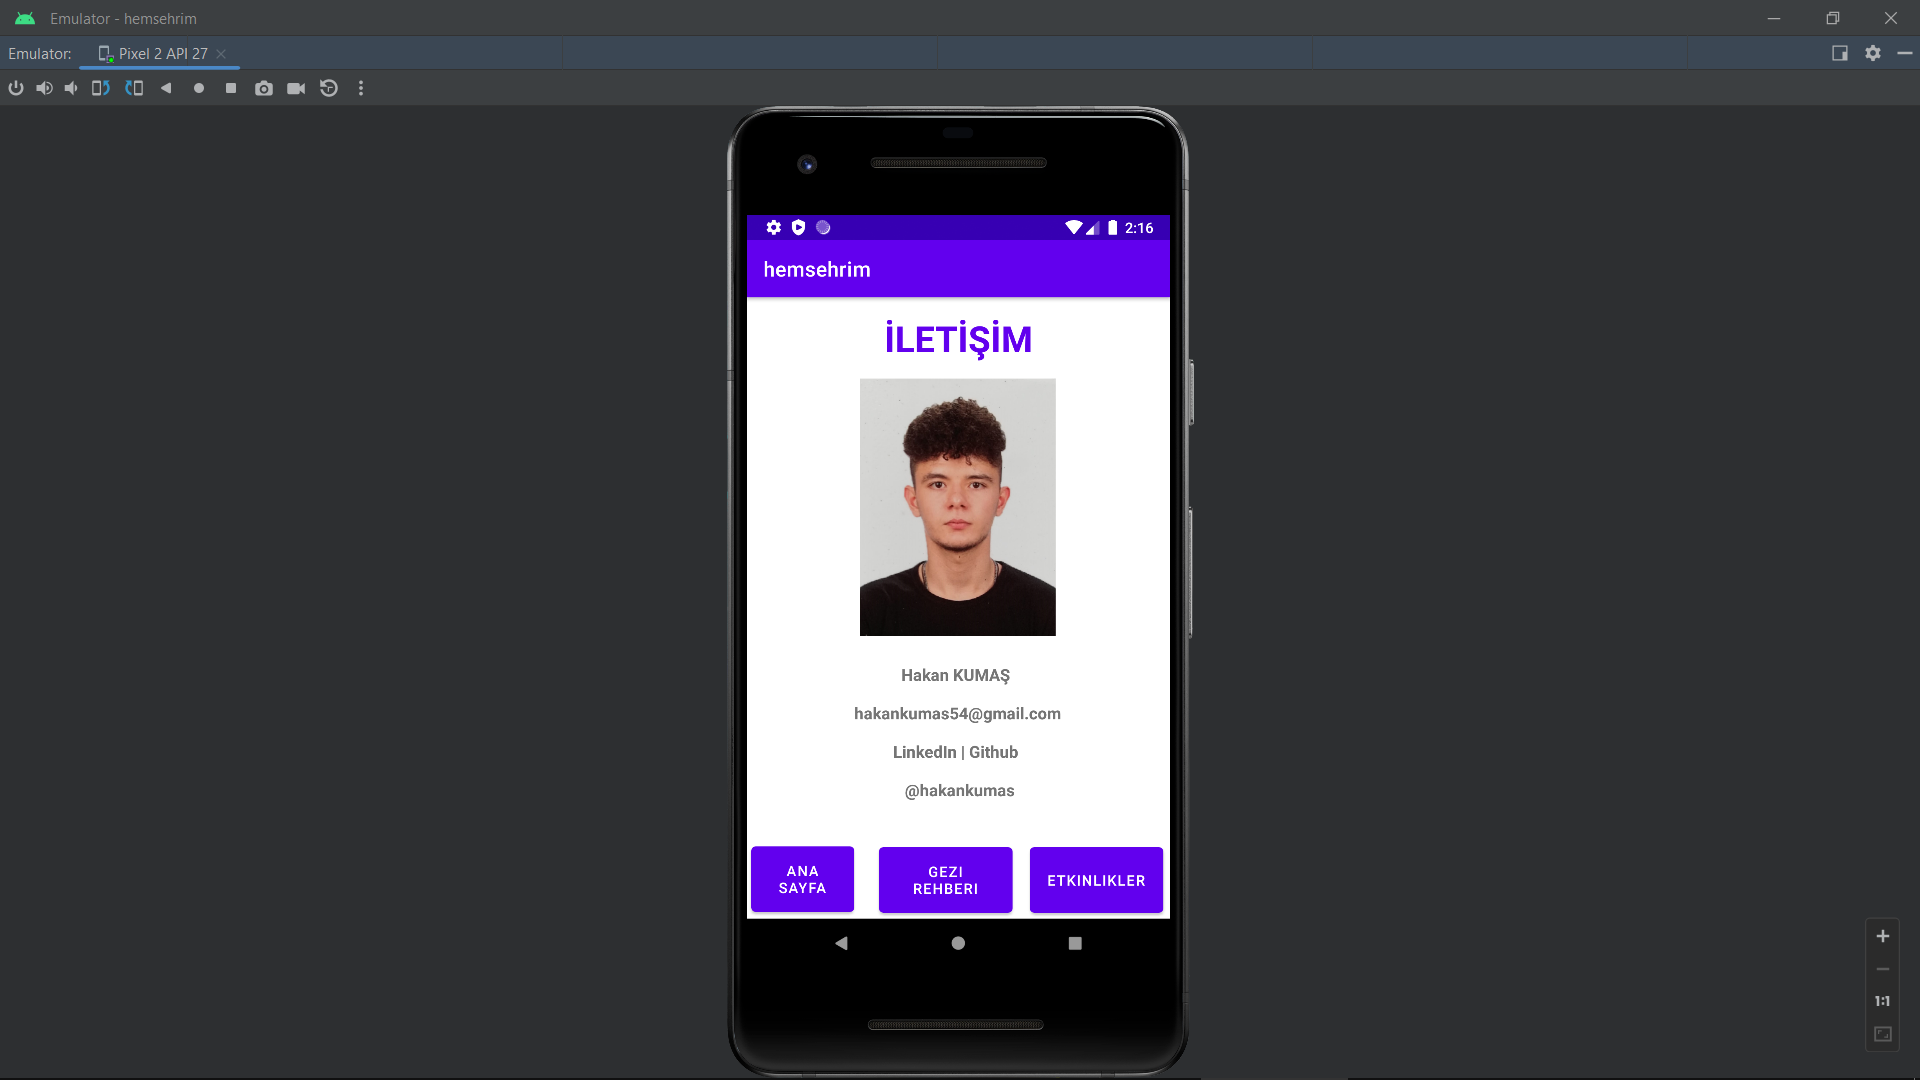 Emulator - hemsehrim
Emulator: Pixel 2 API 27
2:16
hemsehrim
İLETİŞİM
Hakan KUMAŞ
hakankumas54@gmail.com
LinkedIn | Github
@hakankumas
ANA
SAYFA
GEZI
REHBERI
ETKINLIKLER
1:1